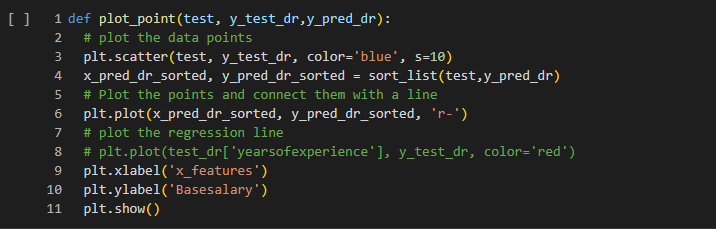 [ ] 1 def plot_point(test, y_test_dr,y_pred_dr):
2 # plot the data points
3 plt.scatter(test, y_test_dr, color='blue', s=10)
4 x_pred_dr_sorted, y_pred_dr_sorted = sort_list(test,y_pred_dr)
5 # Plot the points and connect them with a line
6 plt.plot(x_pred_dr_sorted, y_pred_dr_sorted, 'r-')
7 # plot the regression line
8 # plt.plot(test_dr['yearsofexperience'], y_test_dr, color='red')
9 plt.xlabel('x_features')
10 plt.ylabel('Basesalary')
11 plt.show()